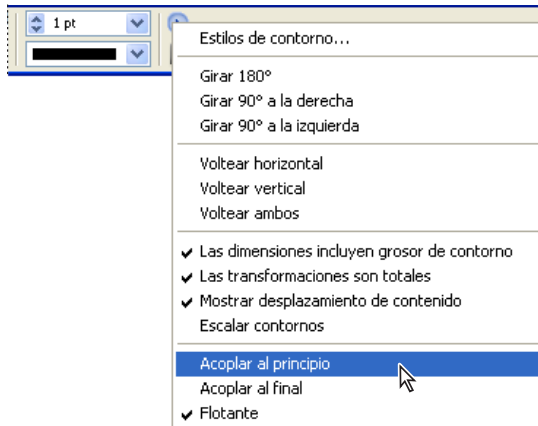 1 pt
Estilos de contorno...
Girar 180°
Girar 90° a la derecha
Girar 90° a la izquierda
Voltear horizontal
Voltear vertical
Voltear ambos
Las dimensiones incluyen grosor de contorno
Las transformaciones son totales
Mostrar desplazamiento de contenido
Escalar contornos
Acoplar al principio
Acoplar al final
Flotante